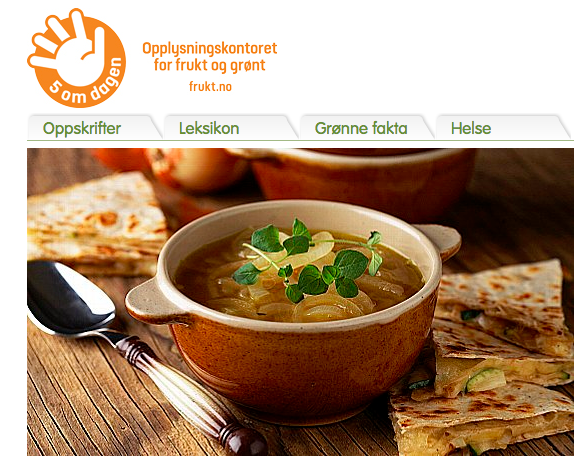 5 om dagen
Opplysningskontoret
for frukt og grønt
frukt.no
Oppskrifter
Leksikon
Grønne fakta
Helse